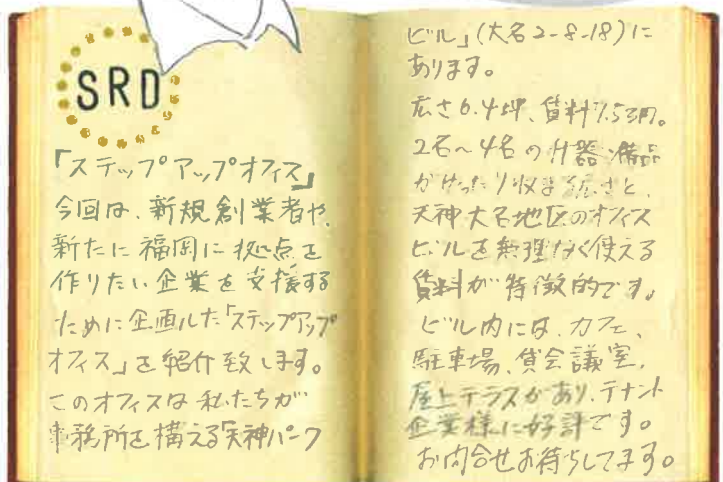 SRD
「ステップアップオフィス」
今回は、新規創業者や、
新たに福岡に拠点を
作りたい企業を支援する
ために企画した「ステップアップ
オフィス」を紹介致します。
このオフィスは私たちが
事務所を構える「天神パーク
ビル」(大名2-8-18)に
あります。
広さ6.4坪、賃料7.5万円。
2名〜4名の什器・備品
がぴったり収まる広さと、
天神大名地区のオフィス
ビルを無理なく使える
賃料が特徴的です。
ビル内には、カフェ、
駐車場、貸会議室、
屋上テラスがあり、テナント
企業様に好評です。
お問合せお待ちしてます。